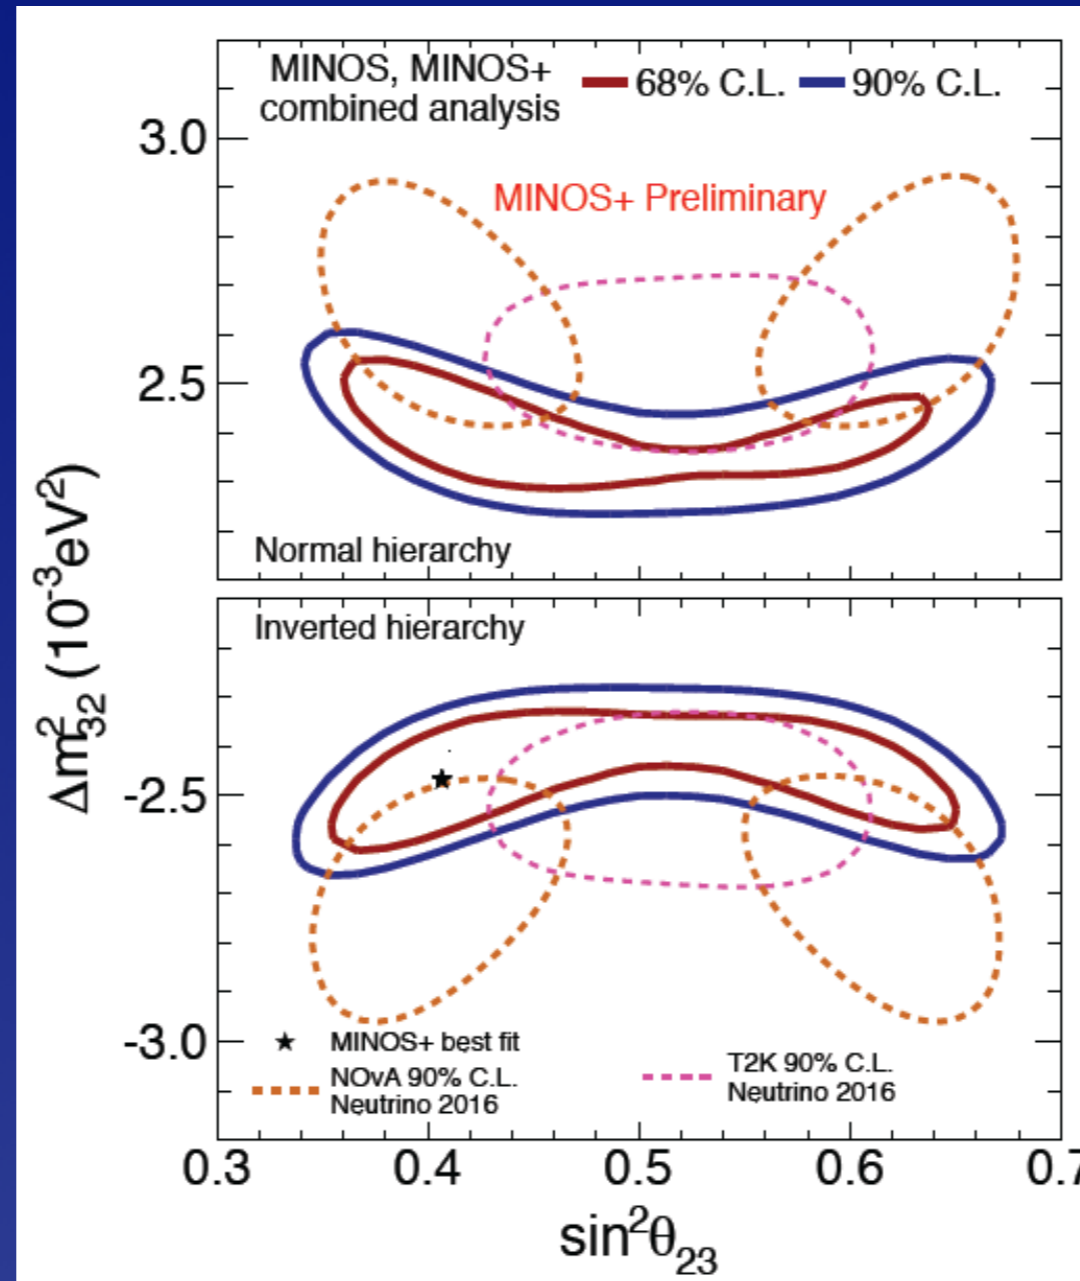 MINOS, MINOS+
combined analysis
68% C.L.
90% C.L.
MINOS+ Preliminary
3.0
2.5
Normal hierarchy
Δm²₃₂ (10⁻³eV²)
Inverted hierarchy
-2.5
-3.0
MINOS+ best fit
NOvA 90% C.L.
Neutrino 2016
T2K 90% C.L.
Neutrino 2016
0.3 0.4 0.5 0.6 0.7
sin²θ₂₃